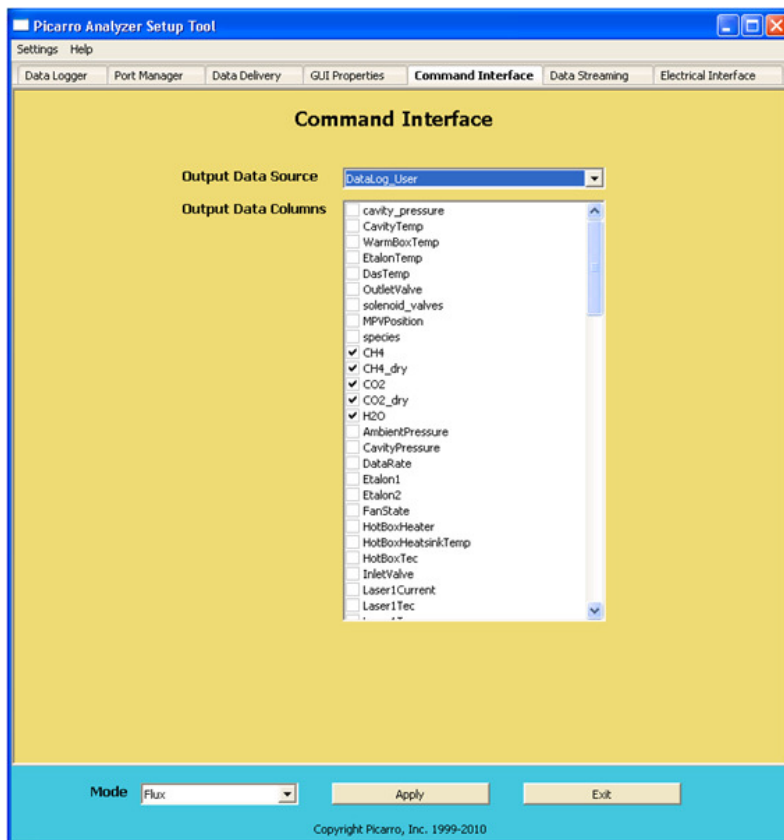 Picarro Analyzer Setup Tool
Settings Help
Data Logger Port Manager Data Delivery GUI Properties Command Interface Data Streaming Electrical Interface
Command Interface
Output Data Source DataLog_User
Output Data Columns cavity_pressure
CavityTemp
WarmBoxTemp
EtalonTemp
DasTemp
OutletValve
solenoid_valves
MPVPosition
species
CH4
CH4_dry
CO2
CO2_dry
H2O
AmbientPressure
CavityPressure
DataRate
Etalon1
Etalon2
FanState
HotBoxHeater
HotBoxHeatsinkTemp
HotBoxTec
InletValve
Laser1Current
Laser1Tec
Mode Flux Apply Exit
Copyright Picarro, Inc. 1999-2010